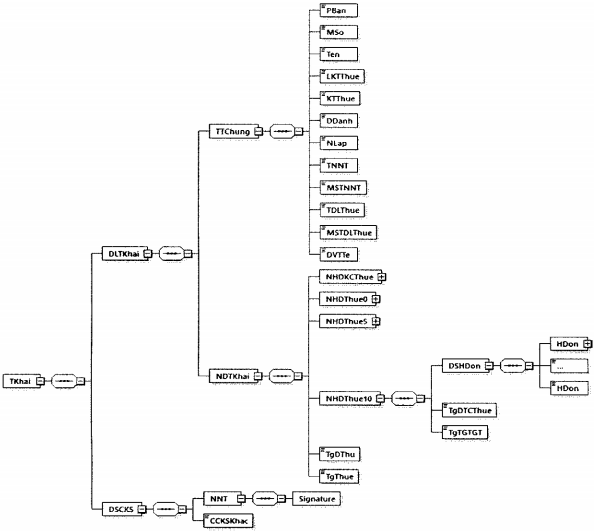 PBan
MSo
Ten
LKTThue
KTThue
DDanh
NLap
TNNT
MSTNNT
TDLThue
MSTDLThue
DVTTe
TTChung
DLTKhai
NHDKCThue
NHDThue0
NHDThue5
NDTKhai
NHDThue10
DSHDon
HDon
...
HDon
TgDTCThue
TgTGTGT
TgDThu
TgThue
TKhai
DSCKS
NNT
Signature
CCKSKhac